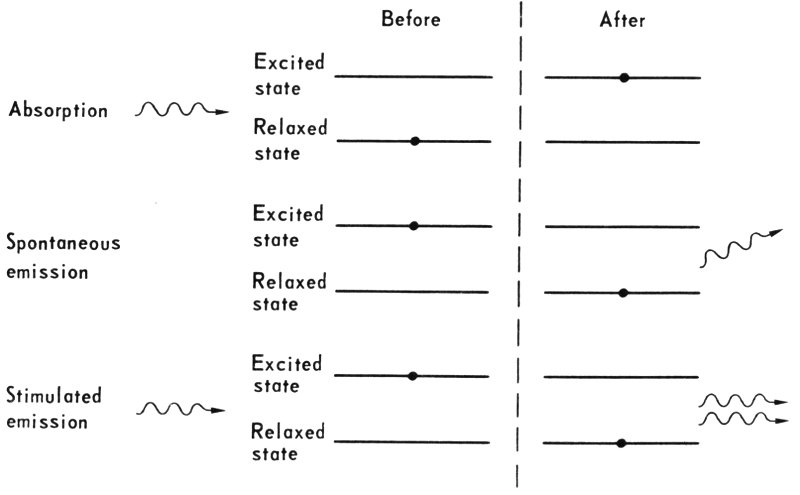 Before
After
Absorption
Excited
state
Relaxed
state
Spontaneous
emission
Excited
state
Relaxed
state
Stimulated
emission
Excited
state
Relaxed
state